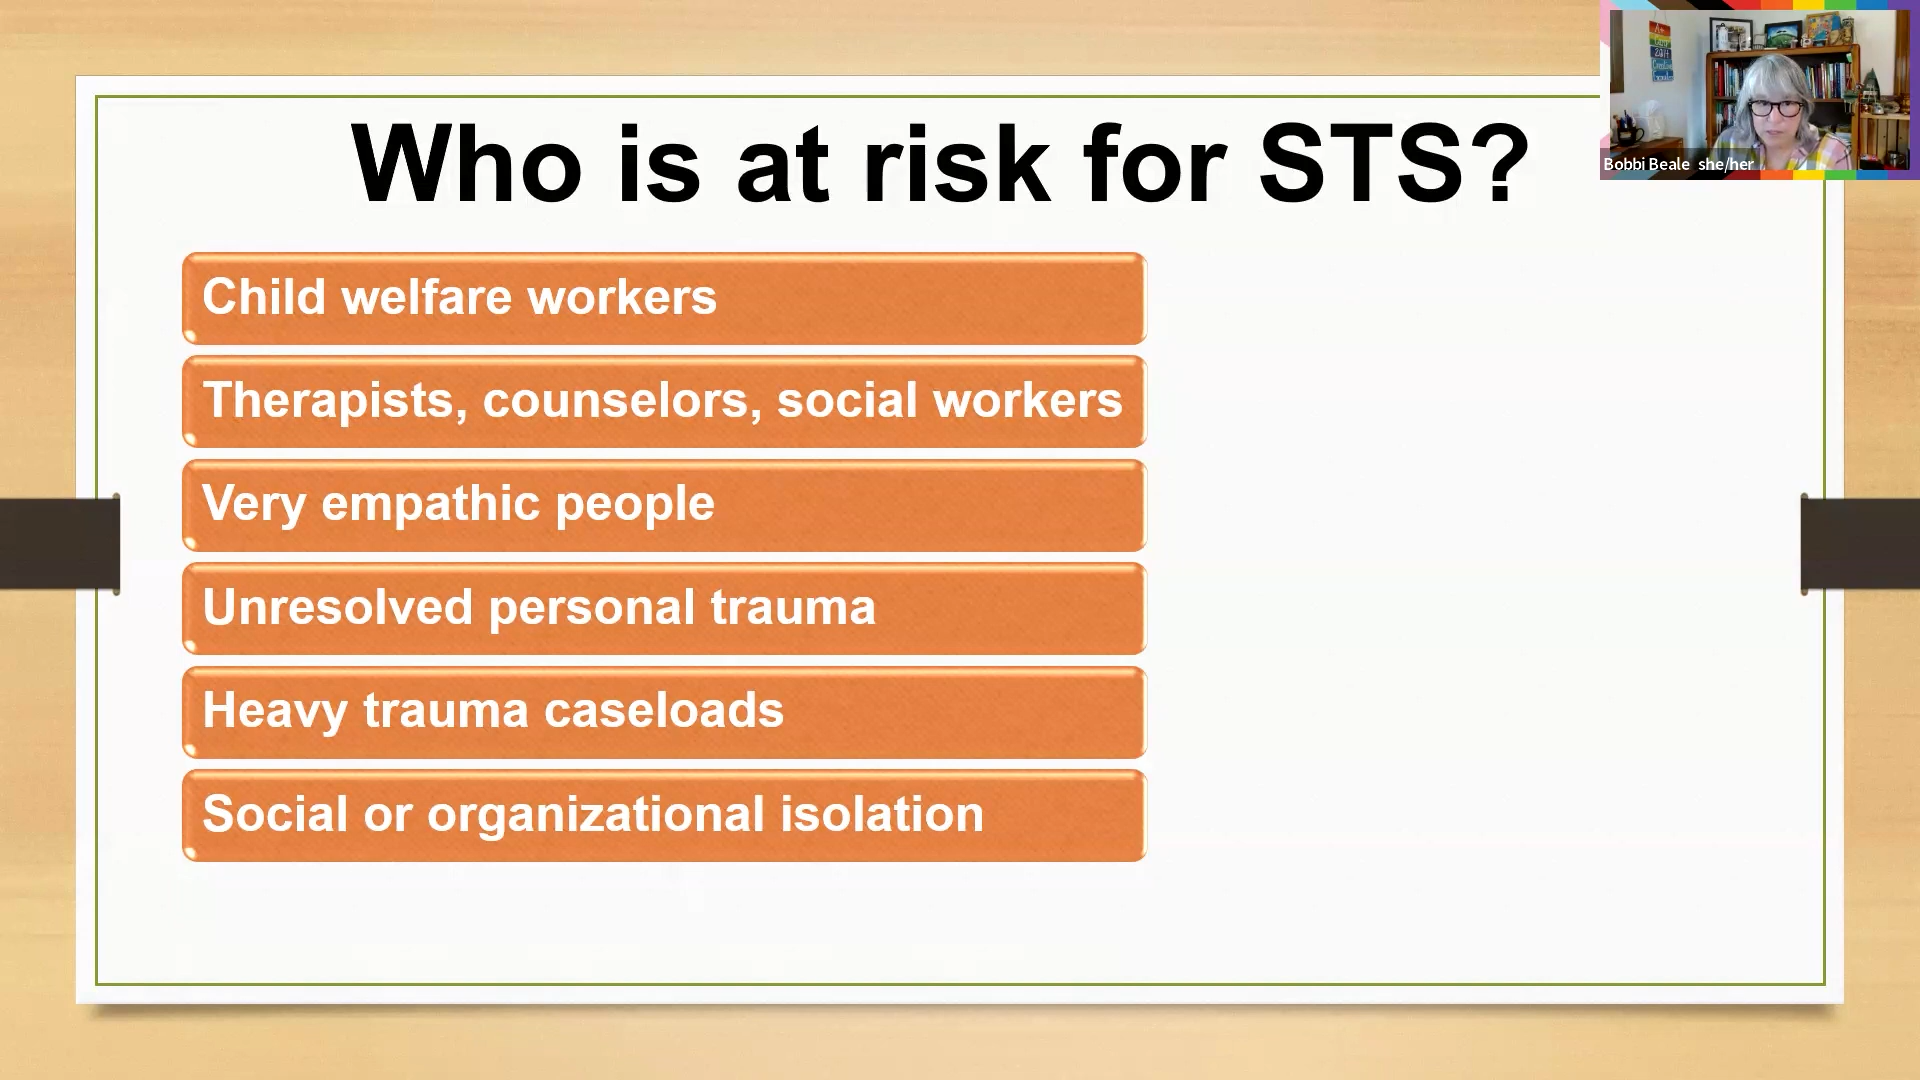 Who is at risk for STS?
Bobbi Beale she/her
Child welfare workers
Therapists, counselors, social workers
Very empathic people
Unresolved personal trauma
Heavy trauma caseloads
Social or organizational isolation